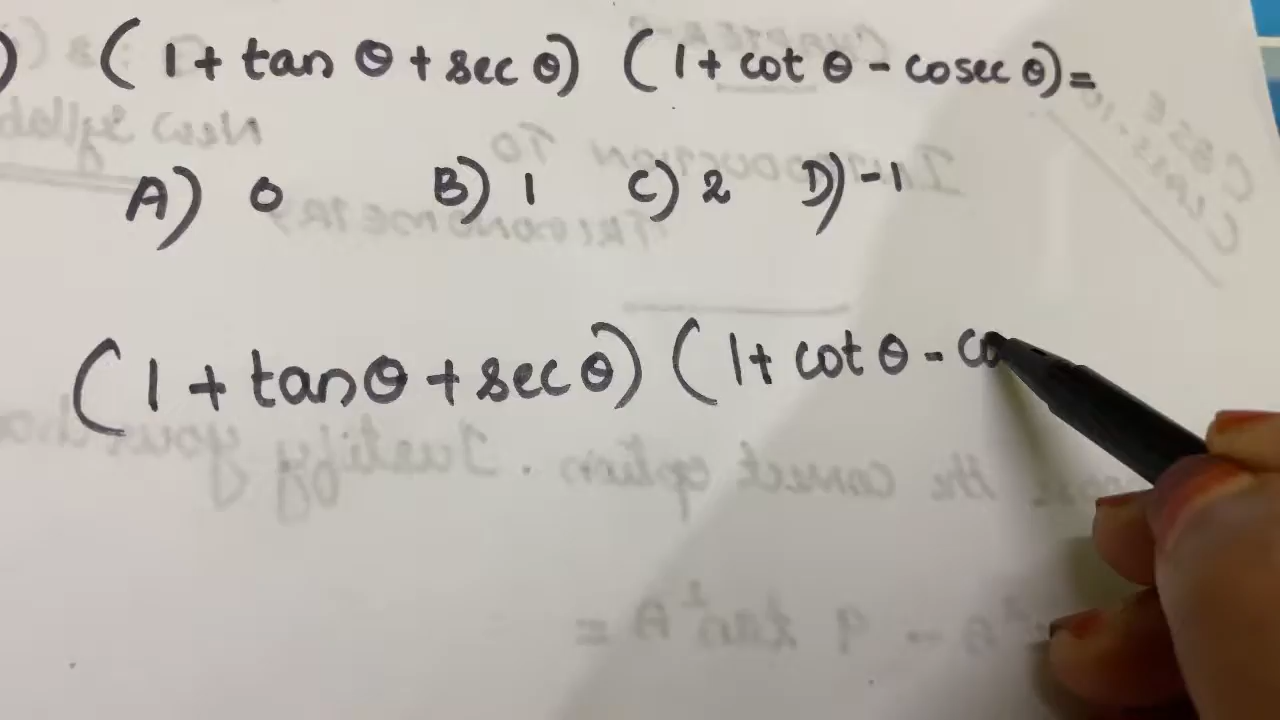 ) (1 + tan θ + sec θ) (1 + cot θ - cosec θ) =
A) 0 B) 1 C) 2 D) -1
(1 + tan θ + sec θ) (1 + cot θ - co